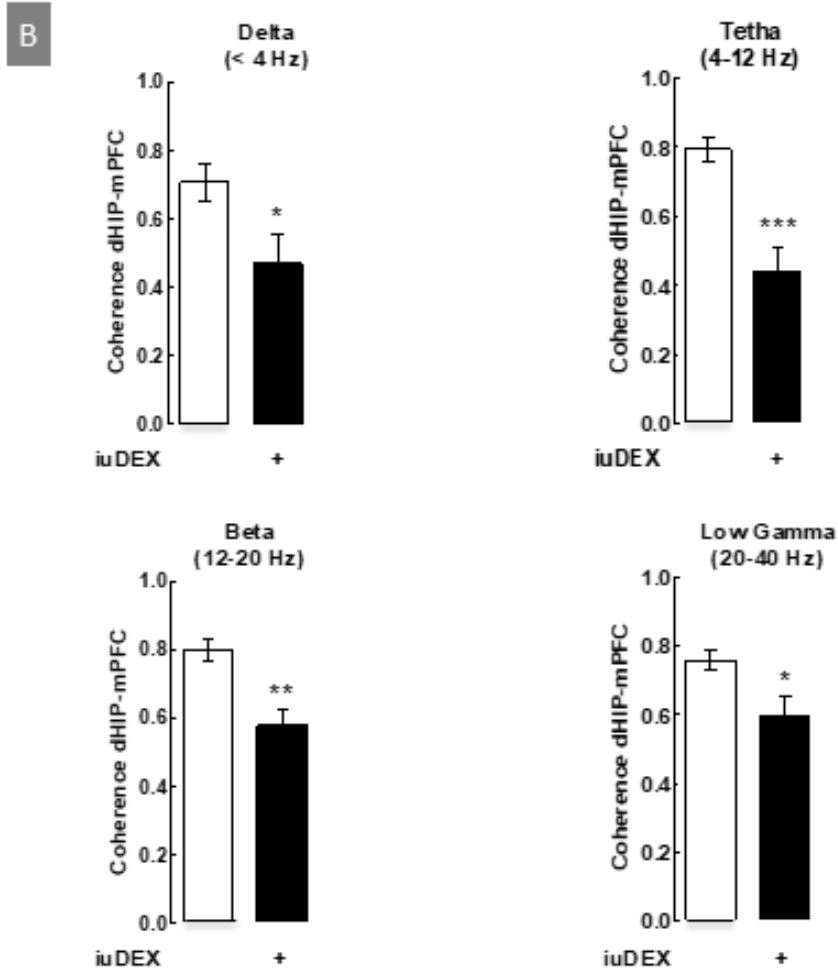 B
Delta
(< 4 Hz)
Coherence dHIP-mPFC
1.0
0.8
0.6
0.4
0.2
0.0
*
iuDEX +
Tetha
(4-12 Hz)
Coherence dHIP-mPFC
1.0
0.8
0.6
0.4
0.2
0.0
***
iuDEX +
Beta
(12-20 Hz)
Coherence dHIP-mPFC
1.0
0.8
0.6
0.4
0.2
0.0
**
iuDEX +
Low Gamma
(20-40 Hz)
Coherence dHIP-mPFC
1.0
0.8
0.6
0.4
0.2
0.0
*
iuDEX +